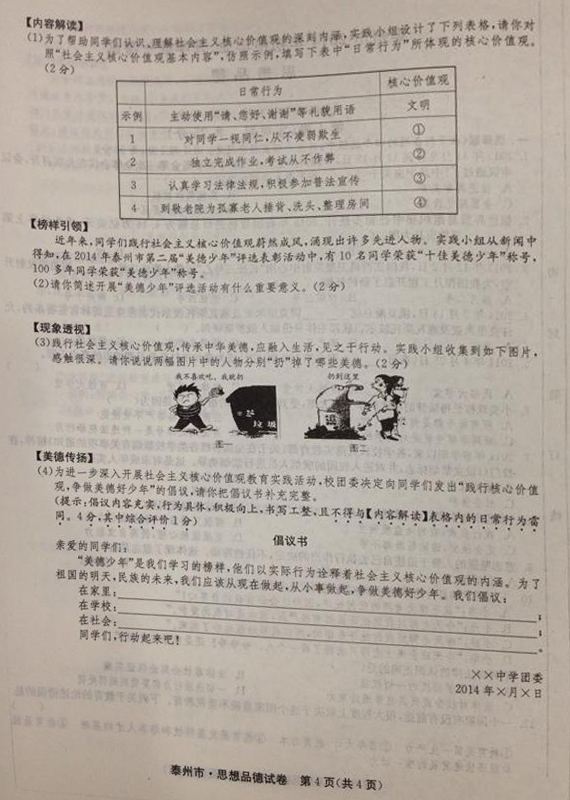 【内容解读】
(1)为了帮助同学们认识、理解社会主义核心价值观的深刻内涵,实践小组设计了下列表格,请你对
照“社会主义核心价值观基本内容”,仿照示例,填写下表中“日常行为”所体现的核心价值观。
(2分)
日常行为 核心价值观
示例 主动使用“请、您好、谢谢”等礼貌用语 文明
1 对同学一视同仁,从不凌弱欺生 ①
2 独立完成作业,考试从不作弊 ②
3 认真学习法律法规,积极参加普法宣传 ③
4 到敬老院为孤寡老人捶背、洗头、整理房间 ④
【榜样引领】
近年来,同学们践行社会主义核心价值观蔚然成风,涌现出许多先进人物。实践小组从新闻中
得知,在2014年泰州市第二届“美德少年”评选表彰活动中,有10名同学荣获“十佳美德少年”称号,
100多年同学荣获“美德少年”称号。
(2)请你简述开展“美德少年”评选活动有什么重要意义。(2分)
【现象透视】
(3)践行社会主义核心价值观,传承中华美德,应融入生活,见之于行动。实践小组收集到如下图片,
感触很深。请你说说两幅图片中的人物分别“扔”掉了哪些美德。(2分)
我不喜欢吃,我就扔 扔到这里
垃圾
图一 图二
【美德传扬】
(4)为进一步深入开展社会主义核心价值观教育实践活动,校团委决定向同学们发出“践行核心价值
观,争做美德好少年”的倡议,请你把倡议书补充完整。
(提示:倡议内容充实,行为具体,积极向上,书写工整,且不得与【内容解读】表格内的日常行为雷
同。4分,其中综合评价1分)
倡议书
亲爱的同学们:
“美德少年”是我们学习的榜样,他们以实际行为诠释着社会主义核心价值观的内涵。为了
祖国的明天,民族的未来,我们应该从现在做起,从小事做起,争做美德好少年。我们倡议:
在家里:;
在学校:;
在社会:。
同学们,行动起来吧!
××中学团委
2014年×月×日
泰州市·思想品德试卷 第4页(共4页)